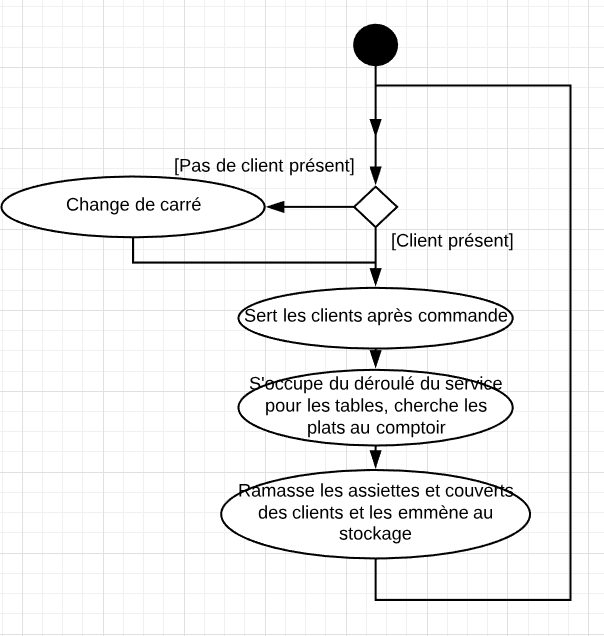 [Pas de client présent]
Change de carré
[Client présent]
Sert les clients après commande
S'occupe du déroulé du service
pour les tables, cherche les
plats au comptoir
Ramasse les assiettes et couverts
des clients et les emmène au
stockage